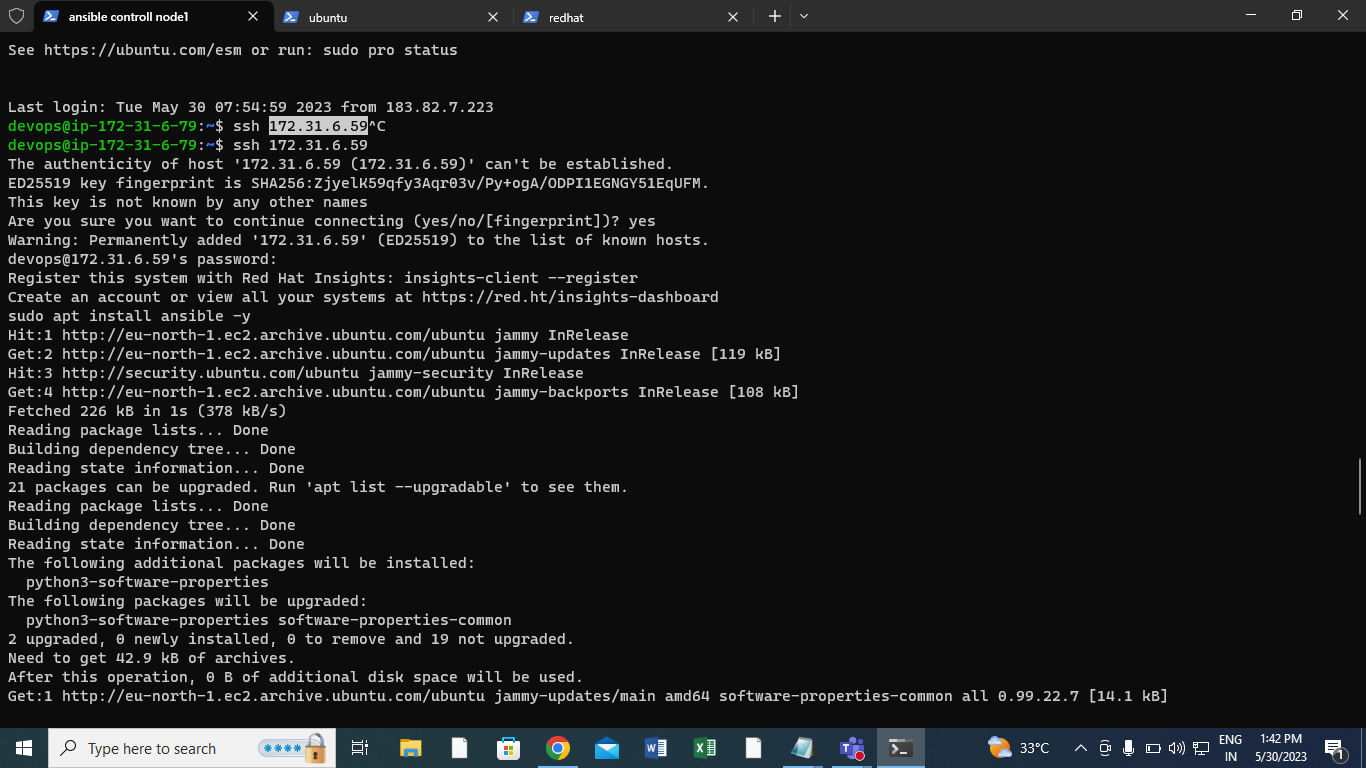 ansible controll node1
ubuntu
redhat
See https://ubuntu.com/esm or run: sudo pro status
Last login: Tue May 30 07:54:59 2023 from 183.82.7.223
devops@ip-172-31-6-79:~$ ssh 172.31.6.59^C
devops@ip-172-31-6-79:~$ ssh 172.31.6.59
The authenticity of host '172.31.6.59 (172.31.6.59)' can't be established.
ED25519 key fingerprint is SHA256:ZjyelK59qfy3Aqr03v/Py+ogA/ODPI1EGNGY51EqUFM.
This key is not known by any other names
Are you sure you want to continue connecting (yes/no/[fingerprint])? yes
Warning: Permanently added '172.31.6.59' (ED25519) to the list of known hosts.
devops@172.31.6.59's password:
Register this system with Red Hat Insights: insights-client --register
Create an account or view all your systems at https://red.ht/insights-dashboard
sudo apt install ansible -y
Hit:1 http://eu-north-1.ec2.archive.ubuntu.com/ubuntu jammy InRelease
Get:2 http://eu-north-1.ec2.archive.ubuntu.com/ubuntu jammy-updates InRelease [119 kB]
Hit:3 http://security.ubuntu.com/ubuntu jammy-security InRelease
Get:4 http://eu-north-1.ec2.archive.ubuntu.com/ubuntu jammy-backports InRelease [108 kB]
Fetched 226 kB in 1s (378 kB/s)
Reading package lists... Done
Building dependency tree... Done
Reading state information... Done
21 packages can be upgraded. Run 'apt list --upgradable' to see them.
Reading package lists... Done
Building dependency tree... Done
Reading state information... Done
The following additional packages will be installed:
  python3-software-properties
The following packages will be upgraded:
  python3-software-properties software-properties-common
2 upgraded, 0 newly installed, 0 to remove and 19 not upgraded.
Need to get 42.9 kB of archives.
After this operation, 0 B of additional disk space will be used.
Get:1 http://eu-north-1.ec2.archive.ubuntu.com/ubuntu jammy-updates/main amd64 software-properties-common all 0.99.22.7 [14.1 kB]
Type here to search
33°C
ENG
IN
1:42 PM
5/30/2023
1